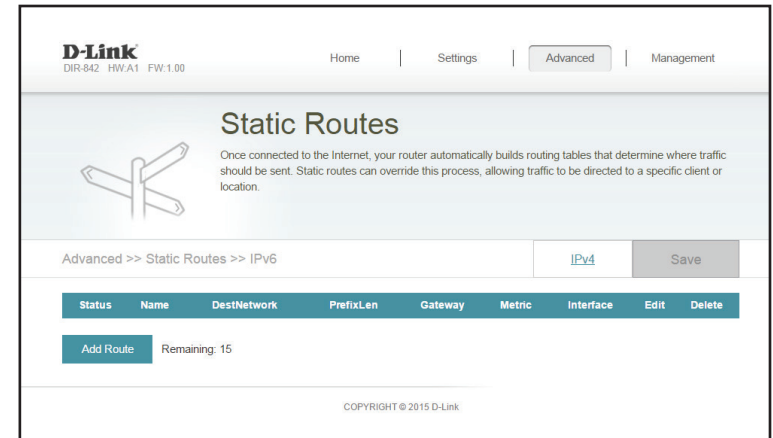 D-Link
DIR-842 HW:A1 FW:1.00
Home Settings Advanced Management
Static Routes
Once connected to the Internet, your router automatically builds routing tables that determine where traffic
should be sent. Static routes can override this process, allowing traffic to be directed to a specific client or
location.
Advanced >> Static Routes >> IPv6 IPv4 Save
Status Name DestNetwork PrefixLen Gateway Metric Interface Edit Delete
Add Route Remaining: 15
COPYRIGHT © 2015 D-Link